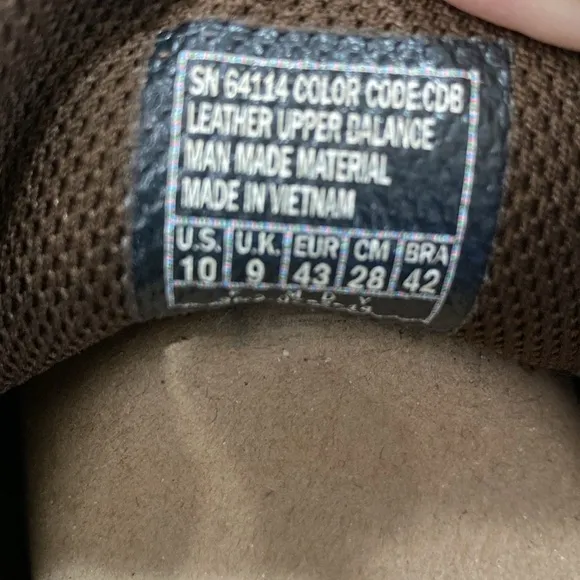 SN 64114 COLOR CODE:CDB
LEATHER UPPER BALANCE
MAN MADE MATERIAL
MADE IN VIETNAM
U.S. U.K. EUR CM BRA
10 9 43 28 42